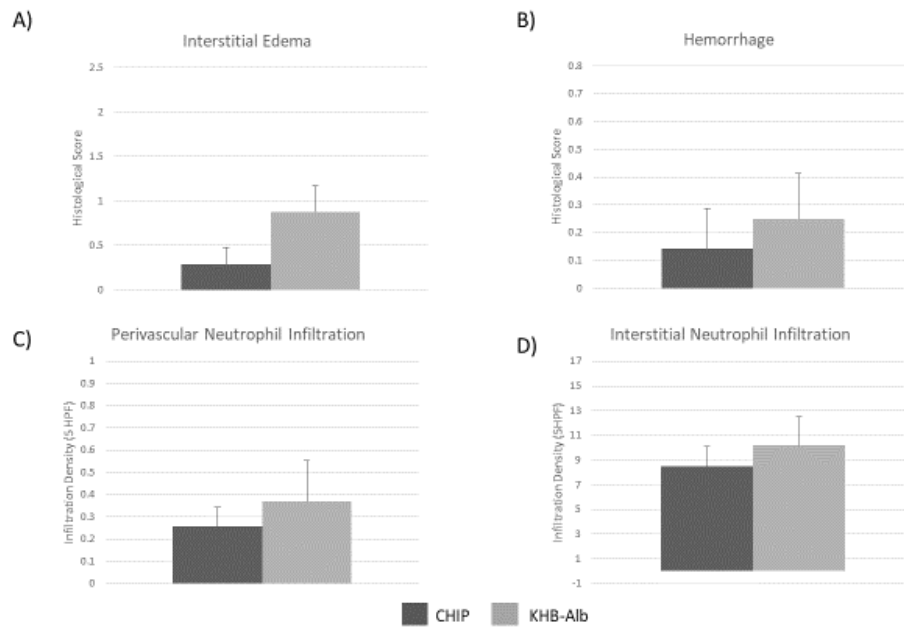 A)
Interstitial Edema
2.5
2
1.5
1
0.5
0
Histological Score
B)
Hemorrhage
0.8
0.7
0.6
0.5
0.4
0.3
0.2
0.1
0
Histological Score
C)
Perivascular Neutrophil Infiltration
1
0.9
0.8
0.7
0.6
0.5
0.4
0.3
0.2
0.1
0
Infiltration Density (5 HPF)
D)
Interstitial Neutrophil Infiltration
17
15
13
11
9
7
5
3
1
-1
Infiltration Density (5HPF)
CHIP
KHB-Alb